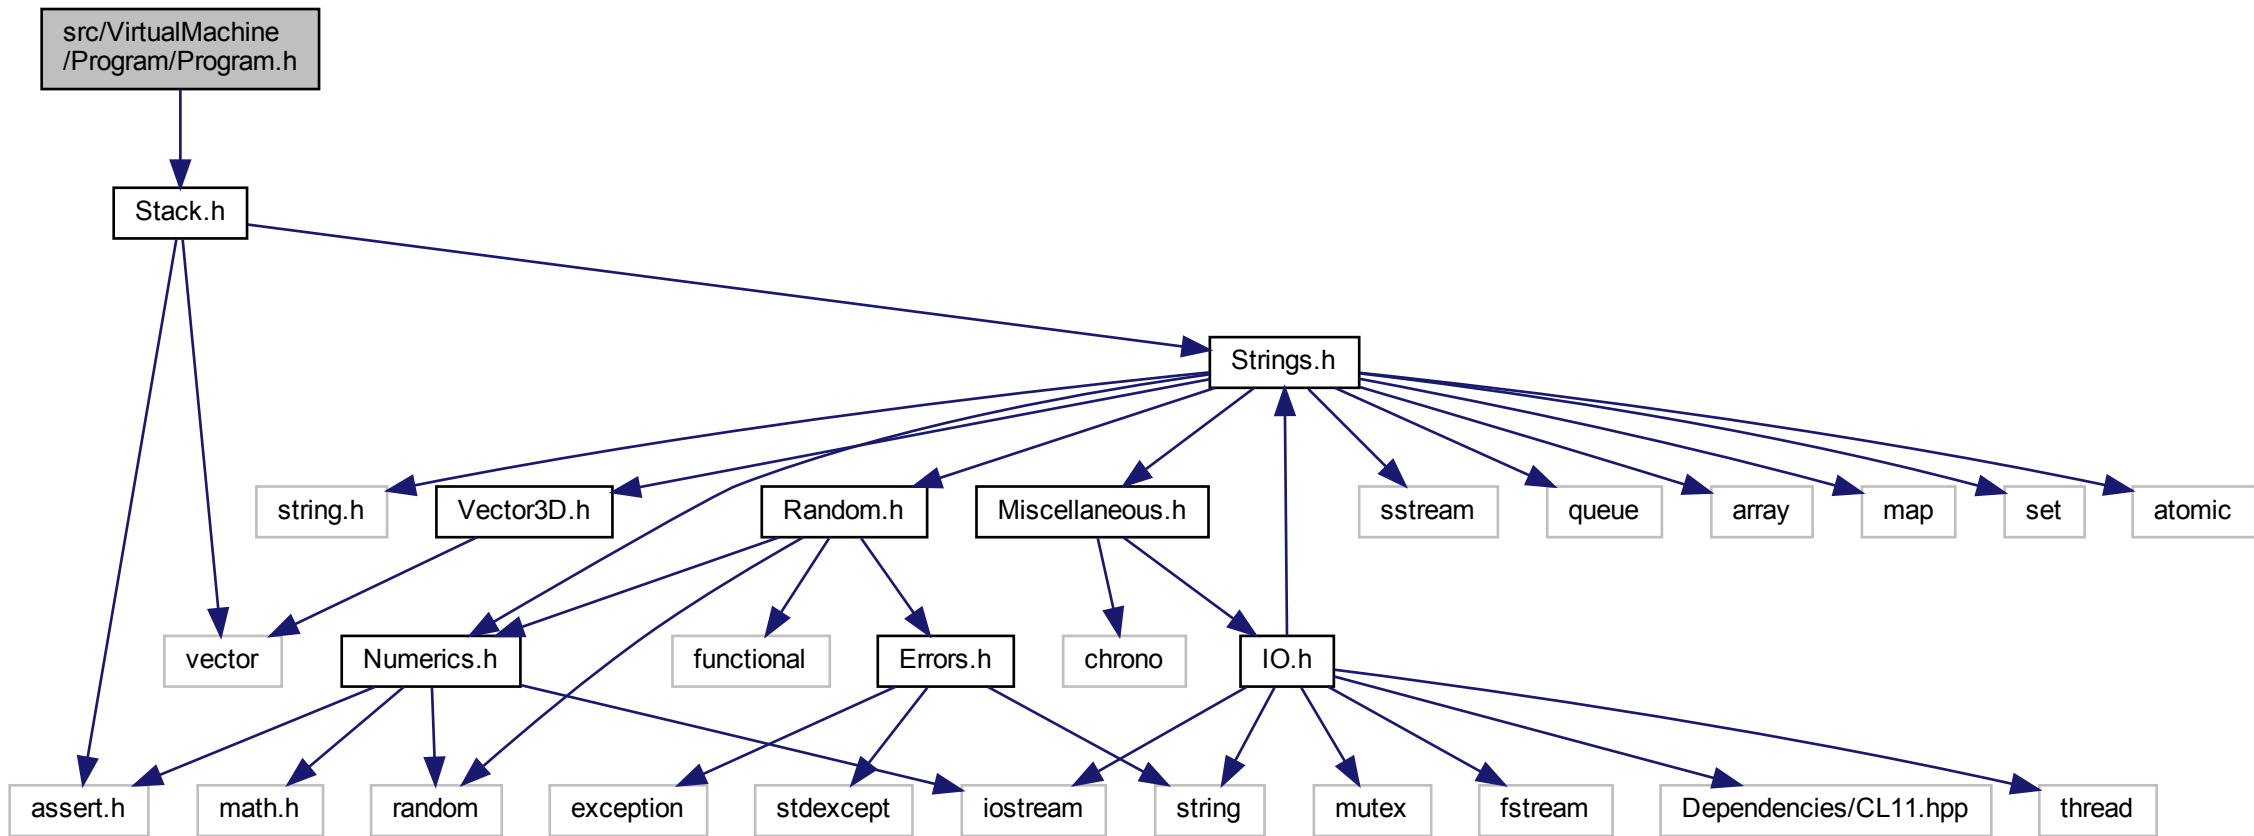 src/VirtualMachine
/Program/Program.h
Stack.h
Strings.h
string.h
Vector3D.h
Random.h
Miscellaneous.h
sstream
queue
array
map
set
atomic
vector
Numerics.h
functional
Errors.h
chrono
IO.h
assert.h
math.h
random
exception
stdexcept
iostream
string
mutex
fstream
Dependencies/CL11.hpp
thread